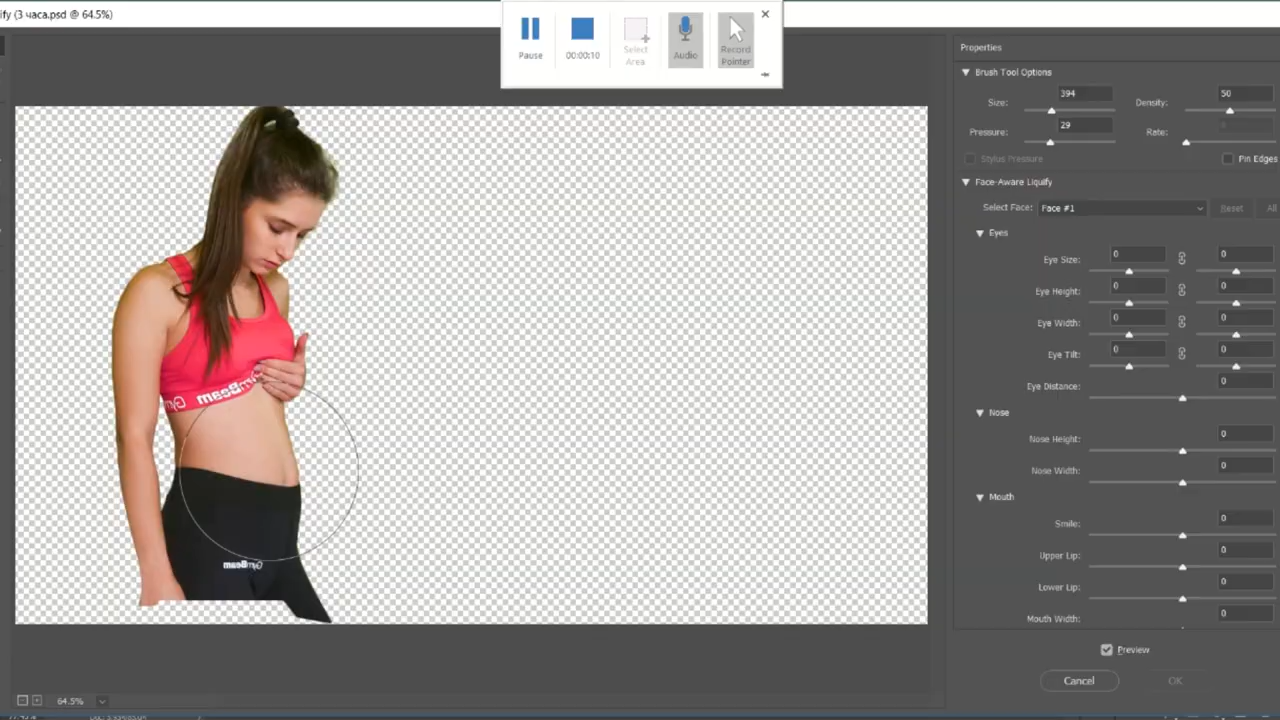 ify (3 часа.psd @ 64.5%)
Pause
00:00:10
Select Area
Audio
Record Pointer
Properties
Brush Tool Options
Size: 394 Density: 50
Pressure: 29 Rate:
Stylus Pressure Pin Edges
Face-Aware Liquify
Select Face: Face #1 Reset All
Eyes
Eye Size: 0 0
Eye Height: 0 0
Eye Width: 0 0
Eye Tilt: 0 0
Eye Distance: 0
Nose
Nose Height: 0
Nose Width: 0
Mouth
Smile: 0
Upper Lip: 0
Lower Lip: 0
Mouth Width: 0
Preview
Cancel OK
GymBeam
GymBeam
64.5%